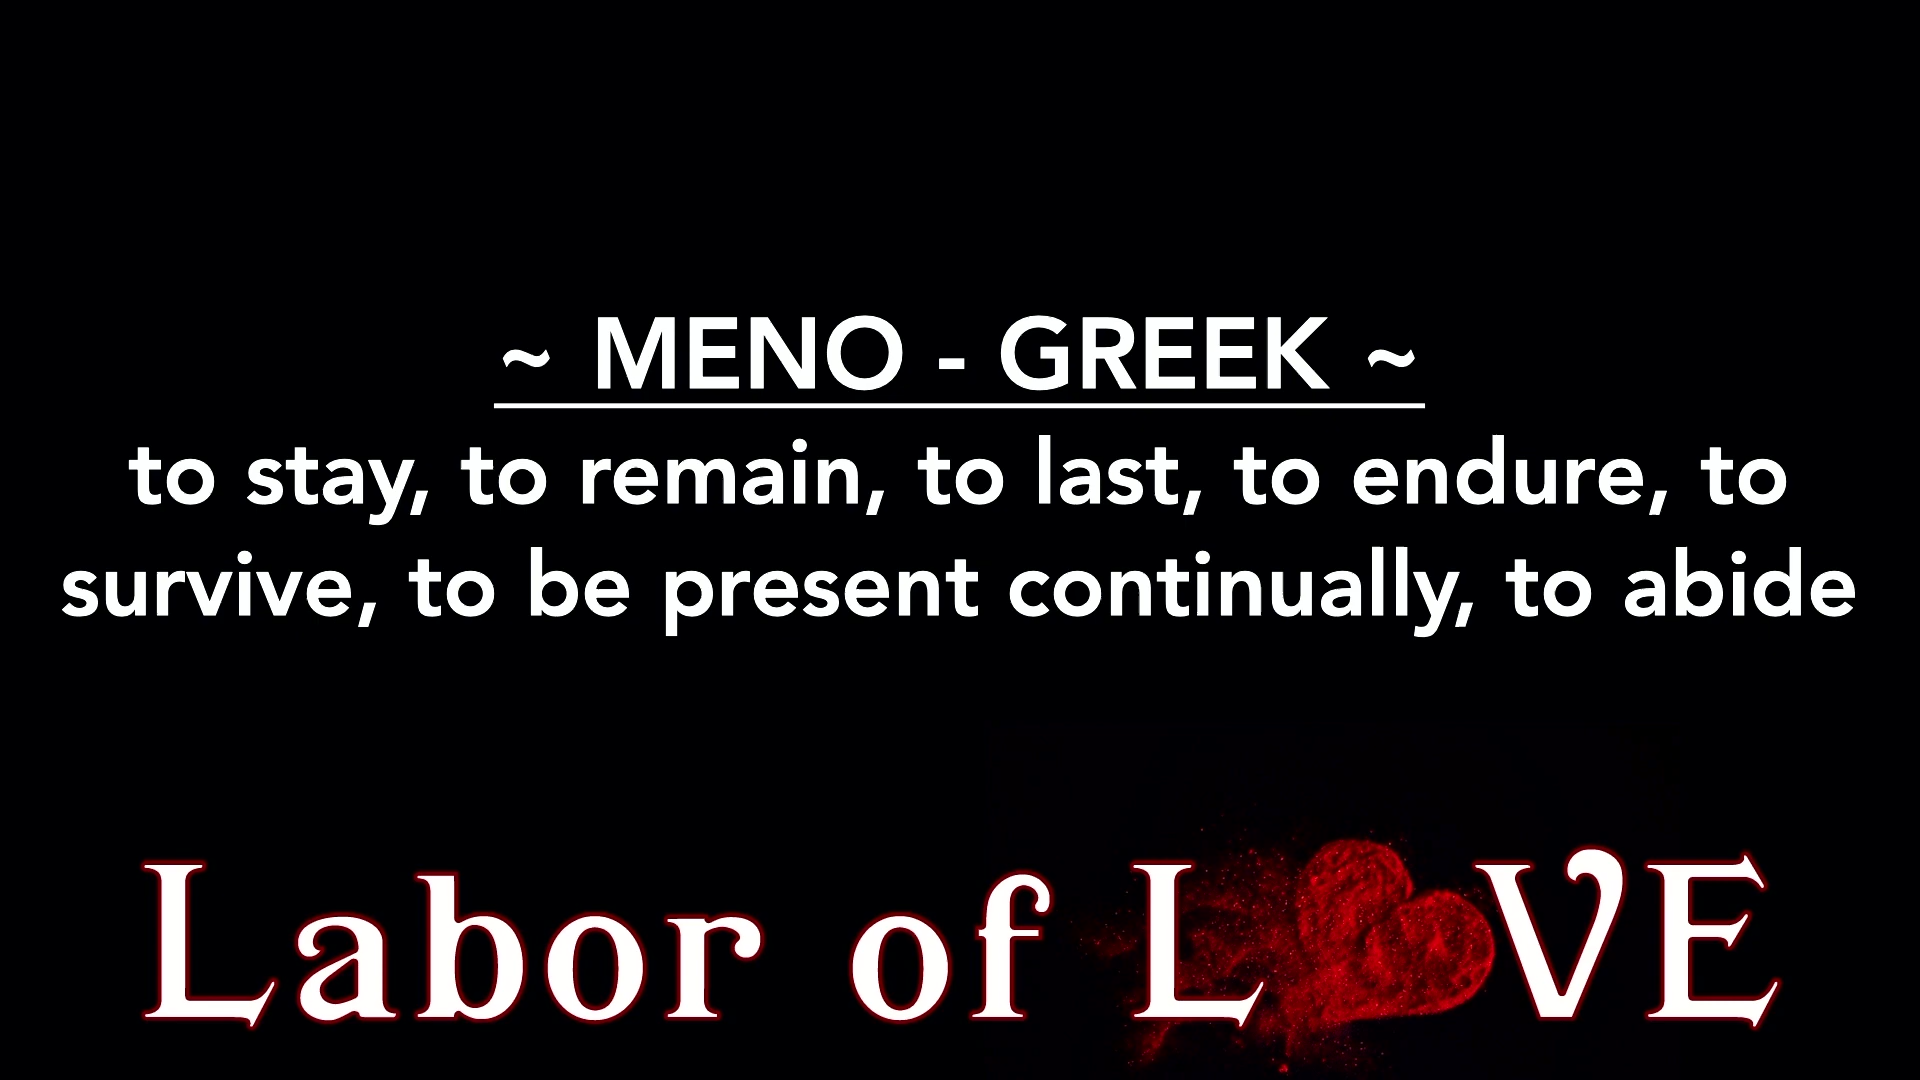 ~ MENO - GREEK ~
to stay, to remain, to last, to endure, to
survive, to be present continually, to abide
Labor of LVE